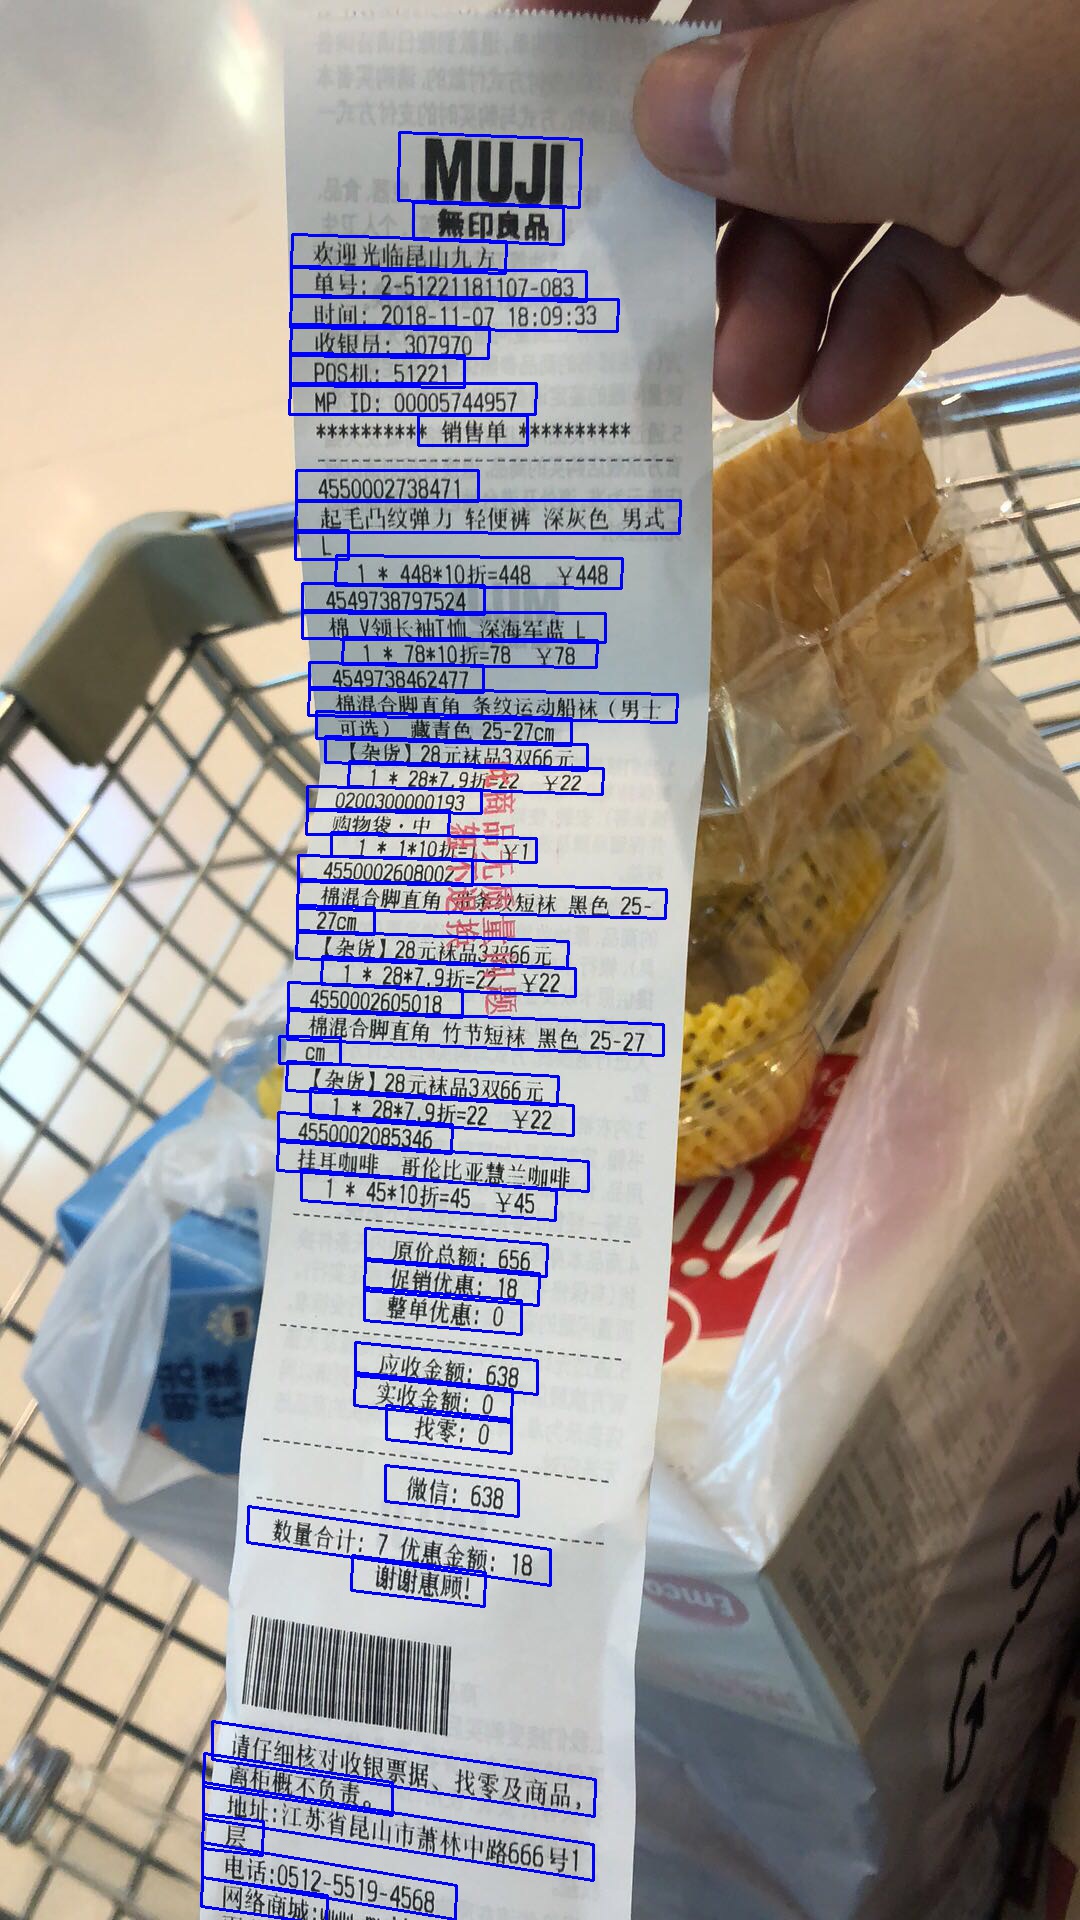 MUJI
無印良品
欢迎光临昆山九方
单号: 2-51221181107-083
时间: 2018-11-07 18:09:33
收银员: 307970
POS机: 51221
MP ID: 00005744957
********** 销售单 **********
4550002738471
起毛凸纹弹力 轻便裤 深灰色 男式
L
1 * 448*10折=448 ￥448
4549738797524
棉 V领长袖T恤 深海军蓝 L
1 * 78*10折=78 ￥78
4549738462477
棉混合脚直角 条纹运动船袜（男士
可选） 藏青色 25-27cm
【杂货】28元袜品3双66元
1 * 28*7.9折=22 ￥22
0200300000193
购物袋·中
1 * 1*10折=1 ￥1
4550002608002
棉混合脚直角 条纹短袜 黑色 25-
27cm
【杂货】28元袜品3双66元
1 * 28*7.9折=22 ￥22
4550002605018
棉混合脚直角 竹节短袜 黑色 25-27
cm
【杂货】28元袜品3双66元
1 * 28*7.9折=22 ￥22
4550002085346
挂耳咖啡 哥伦比亚慧兰咖啡
1 * 45*10折=45 ￥45
原价总额: 656
促销优惠: 18
整单优惠: 0
应收金额: 638
实收金额: 0
找零: 0
微信: 638
数量合计: 7 优惠金额: 18
谢谢惠顾!
请仔细核对收银票据、找零及商品,
离柜概不负责。
地址:江苏省昆山市萧林中路666号1
层
电话:0512-5519-4568
网络商城:
商品无质量问题
不退换
Emco